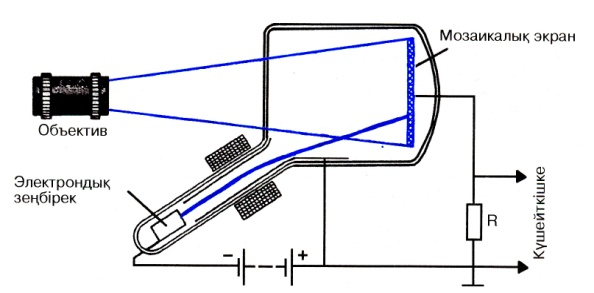 Мозаикалық экран
Объектив
Электрондық
зеңбірек
Күшейткішке
R
– +